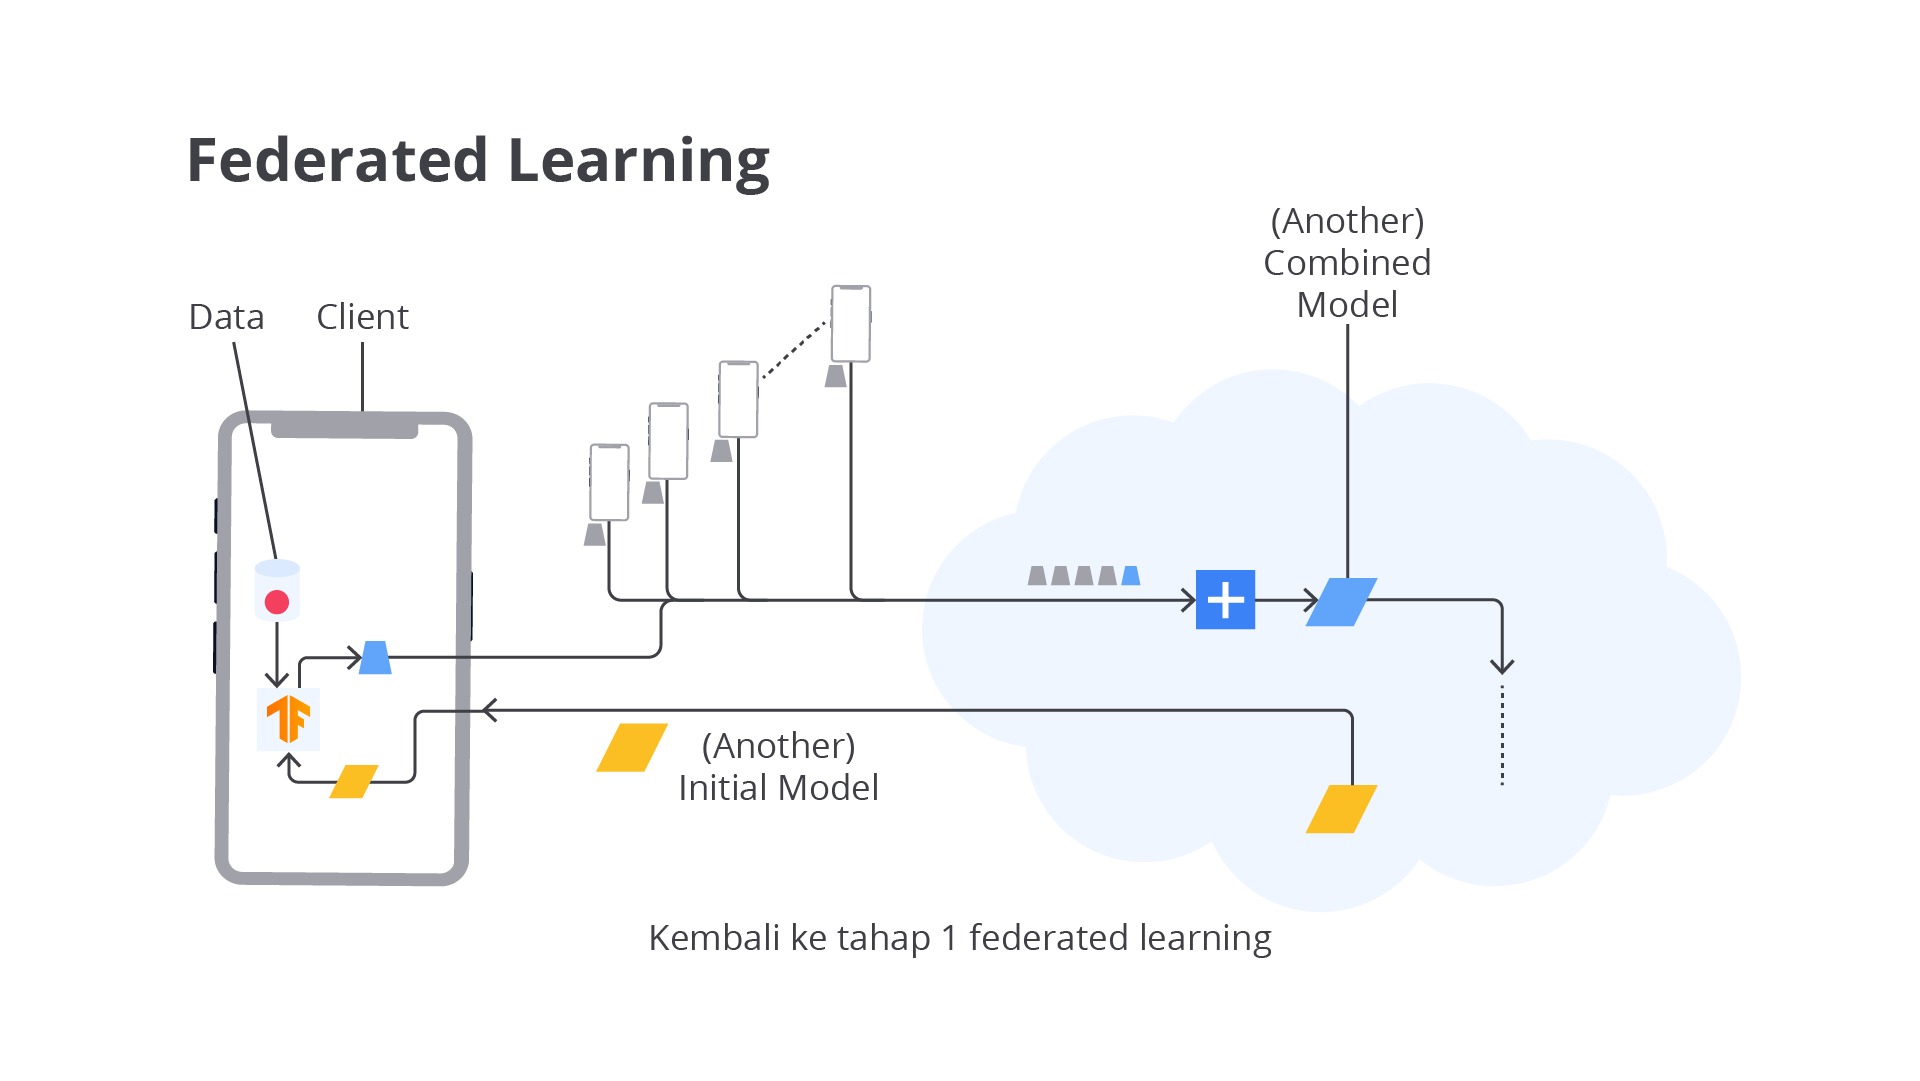 Federated Learning
(Another)
Combined
Model
Data
Client
(Another)
Initial Model
Kembali ke tahap 1 federated learning